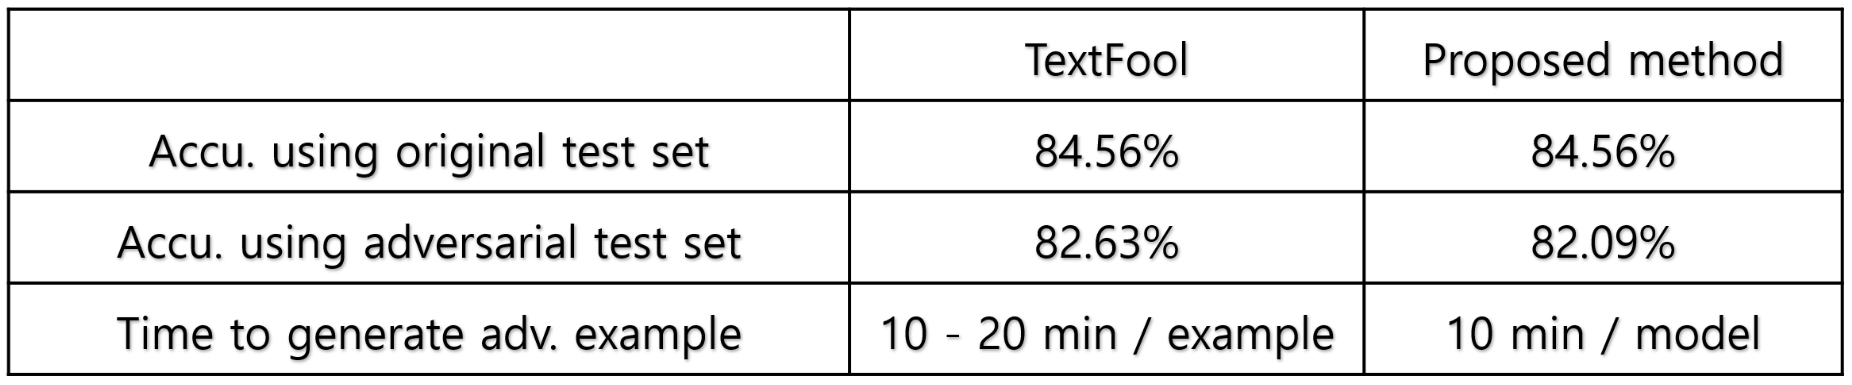 TextFool Proposed method
Accu. using original test set 84.56% 84.56%
Accu. using adversarial test set 82.63% 82.09%
Time to generate adv. example 10 - 20 min / example 10 min / model